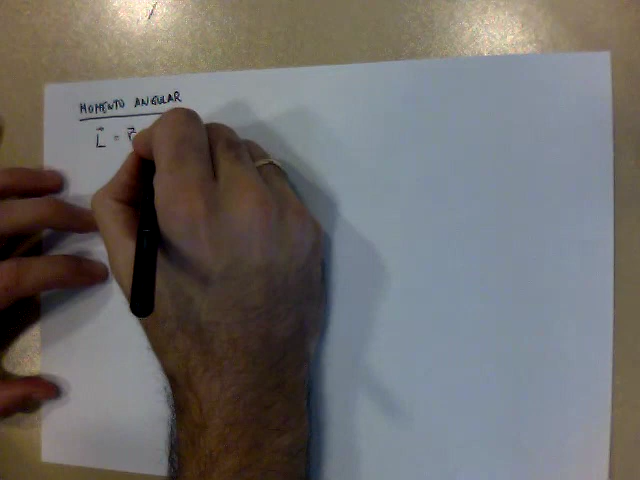 MOMENTO ANGULAR
L⃗ = r⃗